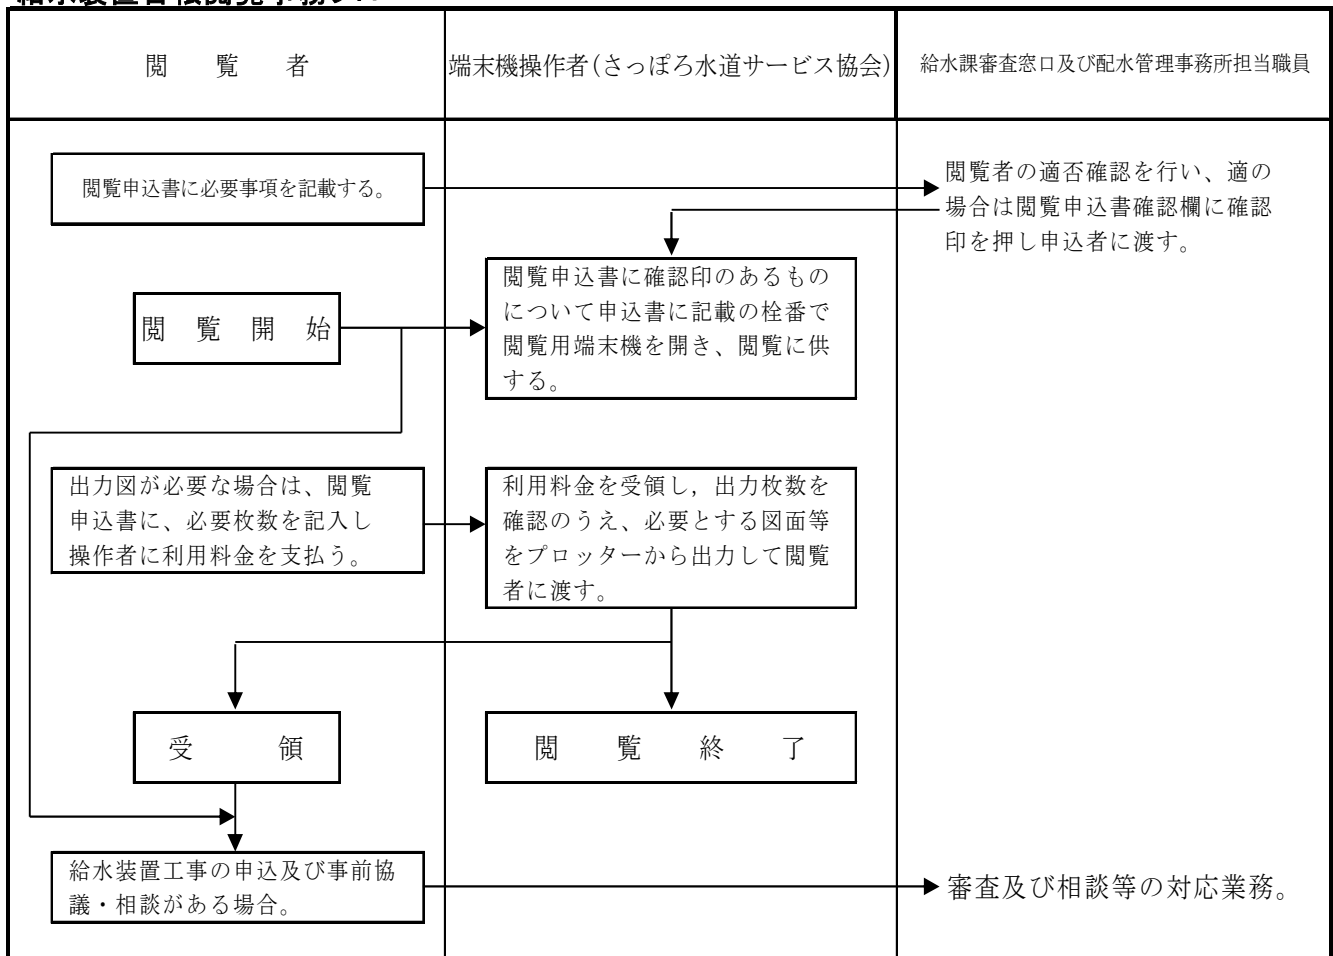 閲覧者
端末機操作者(さっぽろ水道サービス協会)
給水課審査窓口及び配水管理事務所担当職員
閲覧申込書に必要事項を記載する。
閲覧者の適否確認を行い、適の
場合は閲覧申込書確認欄に確認
印を押し申込者に渡す。
閲覧開始
閲覧申込書に確認印のあるもの
について申込書に記載の栓番で
閲覧用端末機を開き、閲覧に供
する。
出力図が必要な場合は、閲覧
申込書に、必要枚数を記入し
操作者に利用料金を支払う。
利用料金を受領し，出力枚数を
確認のうえ、必要とする図面等
をプロッターから出力して閲覧
者に渡す。
受領
閲覧終了
給水装置工事の申込及び事前協
議・相談がある場合。
審査及び相談等の対応業務。